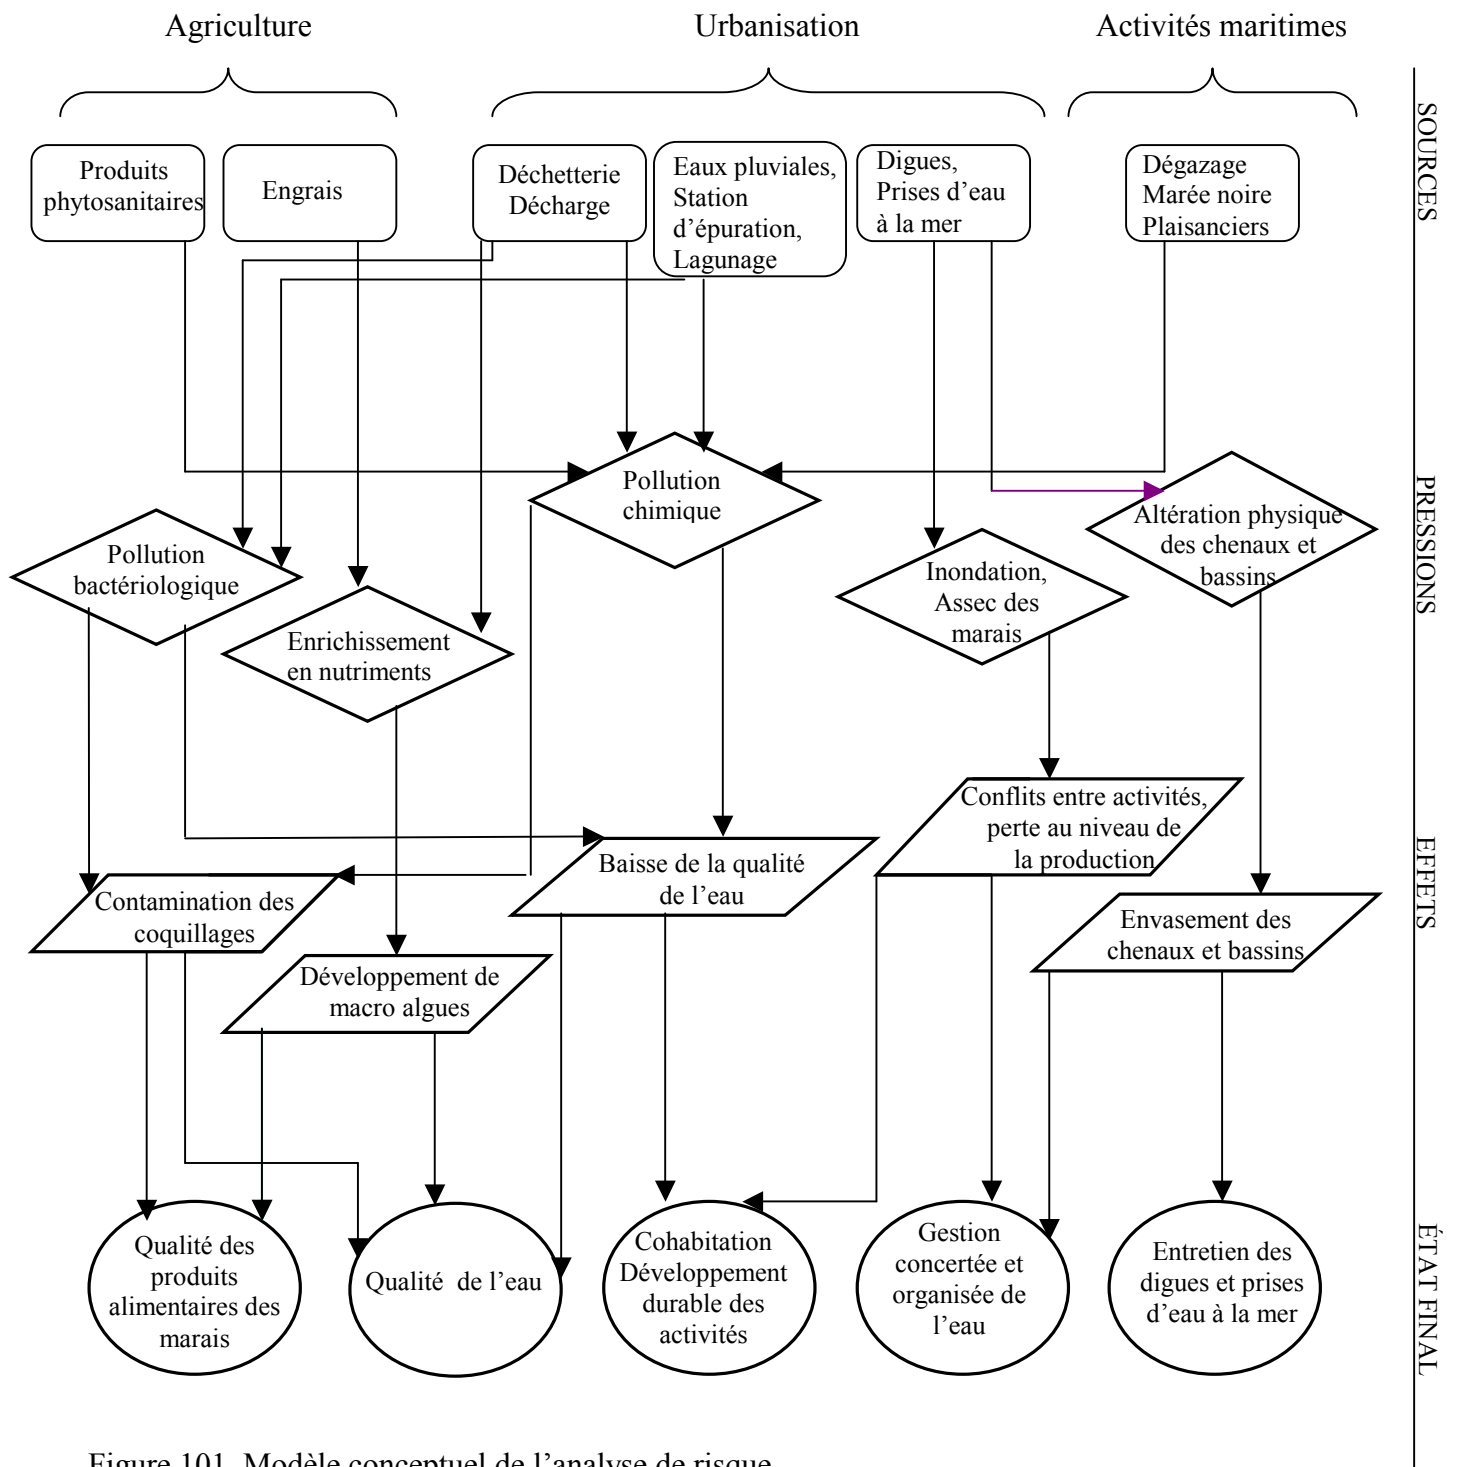 Agriculture
Urbanisation
Activités maritimes
SOURCES
Produits
phytosanitaires
Engrais
Déchetterie
Décharge
Eaux pluviales,
Station
d’épuration,
Lagunage
Digues,
Prises d’eau
à la mer
Dégazage
Marée noire
Plaisanciers
PRESSIONS
Pollution
bactériologique
Enrichissement
en nutriments
Pollution
chimique
Inondation,
Assec des
marais
Altération physique
des chenaux et
bassins
EFFETS
Contamination des
coquillages
Développement de
macro algues
Baisse de la qualité
de l’eau
Conflits entre activités,
perte au niveau de
la production
Envasement des
chenaux et bassins
ÉTAT FINAL
Qualité des
produits
alimentaires des
marais
Qualité de l’eau
Cohabitation
Développement
durable des
activités
Gestion
concertée et
organisée de
l’eau
Entretien des
digues et prises
d’eau à la mer
Figure 101. Modèle conceptuel de l’analyse de risque